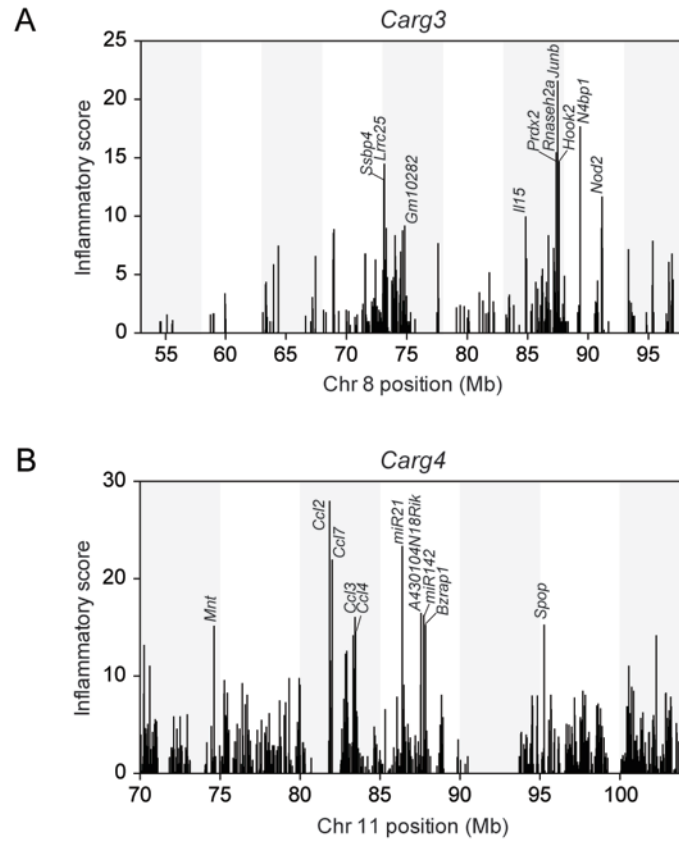 A
Carg3
Inflammatory score
25
20
15
10
5
0
Ssbp4
Lrrc25
Gm10282
Il15
Prdx2
Rnaseh2a
Junb
Hook2
N4bp1
Nod2
55 60 65 70 75 80 85 90 95
Chr 8 position (Mb)
B
Carg4
Inflammatory score
30
20
10
0
Mnt
Ccl2
Ccl7
Ccl3
Ccl4
miR21
A430104N18Rik
miR142
Bzrap1
Spop
70 75 80 85 90 95 100
Chr 11 position (Mb)